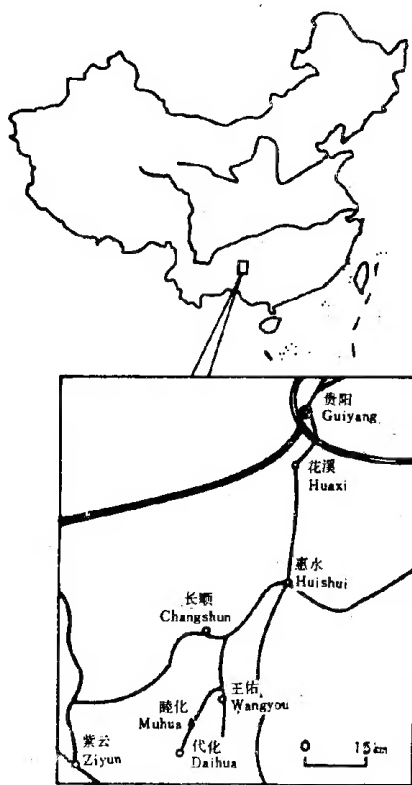 贵阳
Guiyang
花溪
Huaxi
惠水
Huishui
长顺
Changshun
王佑
Wangyou
睦化
Muhua
代化
Daihua
紫云
Ziyun
0 15km